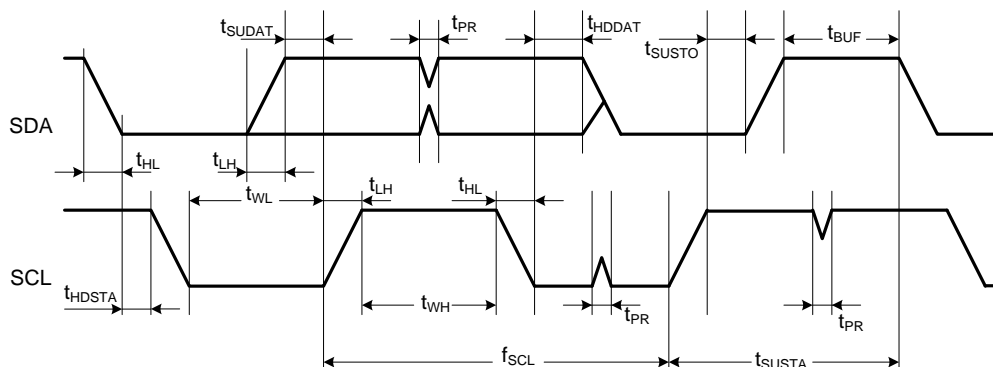 tSUDAT
tPR
tHDDAT
tSUSTO
tBUF
SDA
tHL
tLH
tWL
tLH
tHL
SCL
tHDSTA
tWH
tPR
tPR
fSCL
tSUSTA